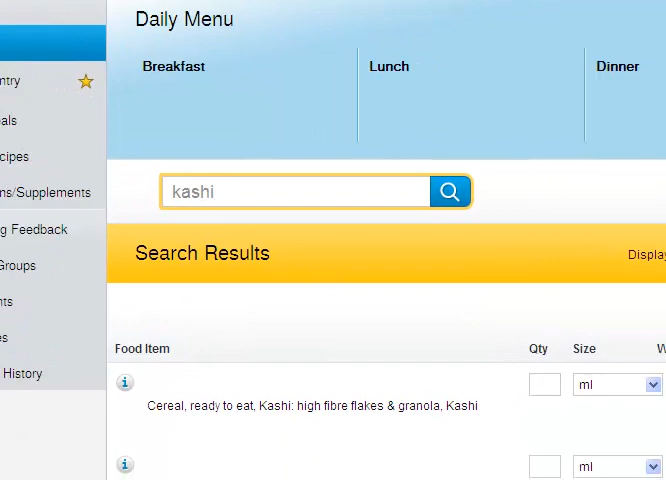 Daily Menu
Breakfast Lunch Dinner
ntry
als
cipes
ns/Supplements
g Feedback
Groups
nts
es
History
kashi
Search Results Display
Food Item Qty Size W
ml
Cereal, ready to eat, Kashi: high fibre flakes & granola, Kashi
ml